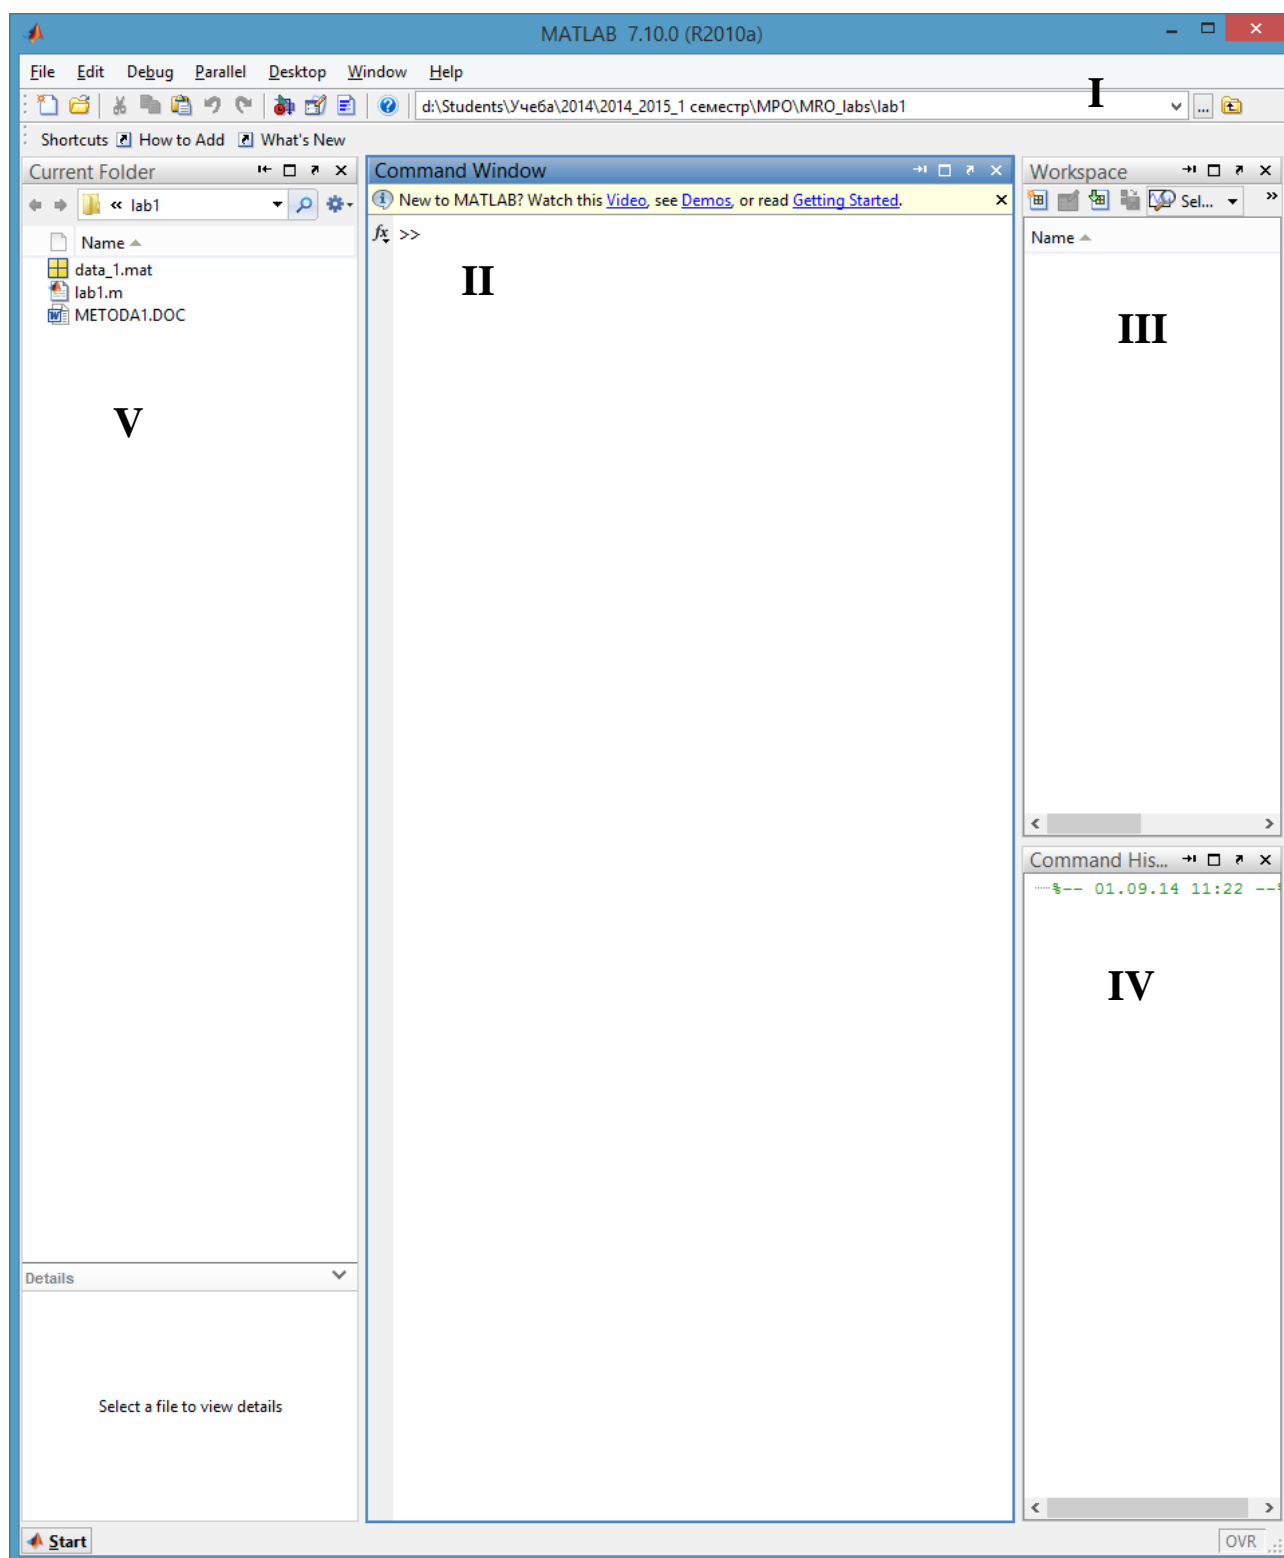 MATLAB 7.10.0 (R2010a)
File Edit Debug Parallel Desktop Window Help
I
d:\Students\Учеба\2014\2014_2015_1 семестр\МРО\MRO_labs\lab1
...
Shortcuts How to Add What's New
Current Folder
« lab1
Name
data_1.mat
lab1.m
METODA1.DOC
V
Details
Select a file to view details
Command Window
New to MATLAB? Watch this Video, see Demos, or read Getting Started.
fx >>
II
Workspace
Sel... »
Name
III
Command His...
%-- 01.09.14 11:22 --%
IV
Start
OVR